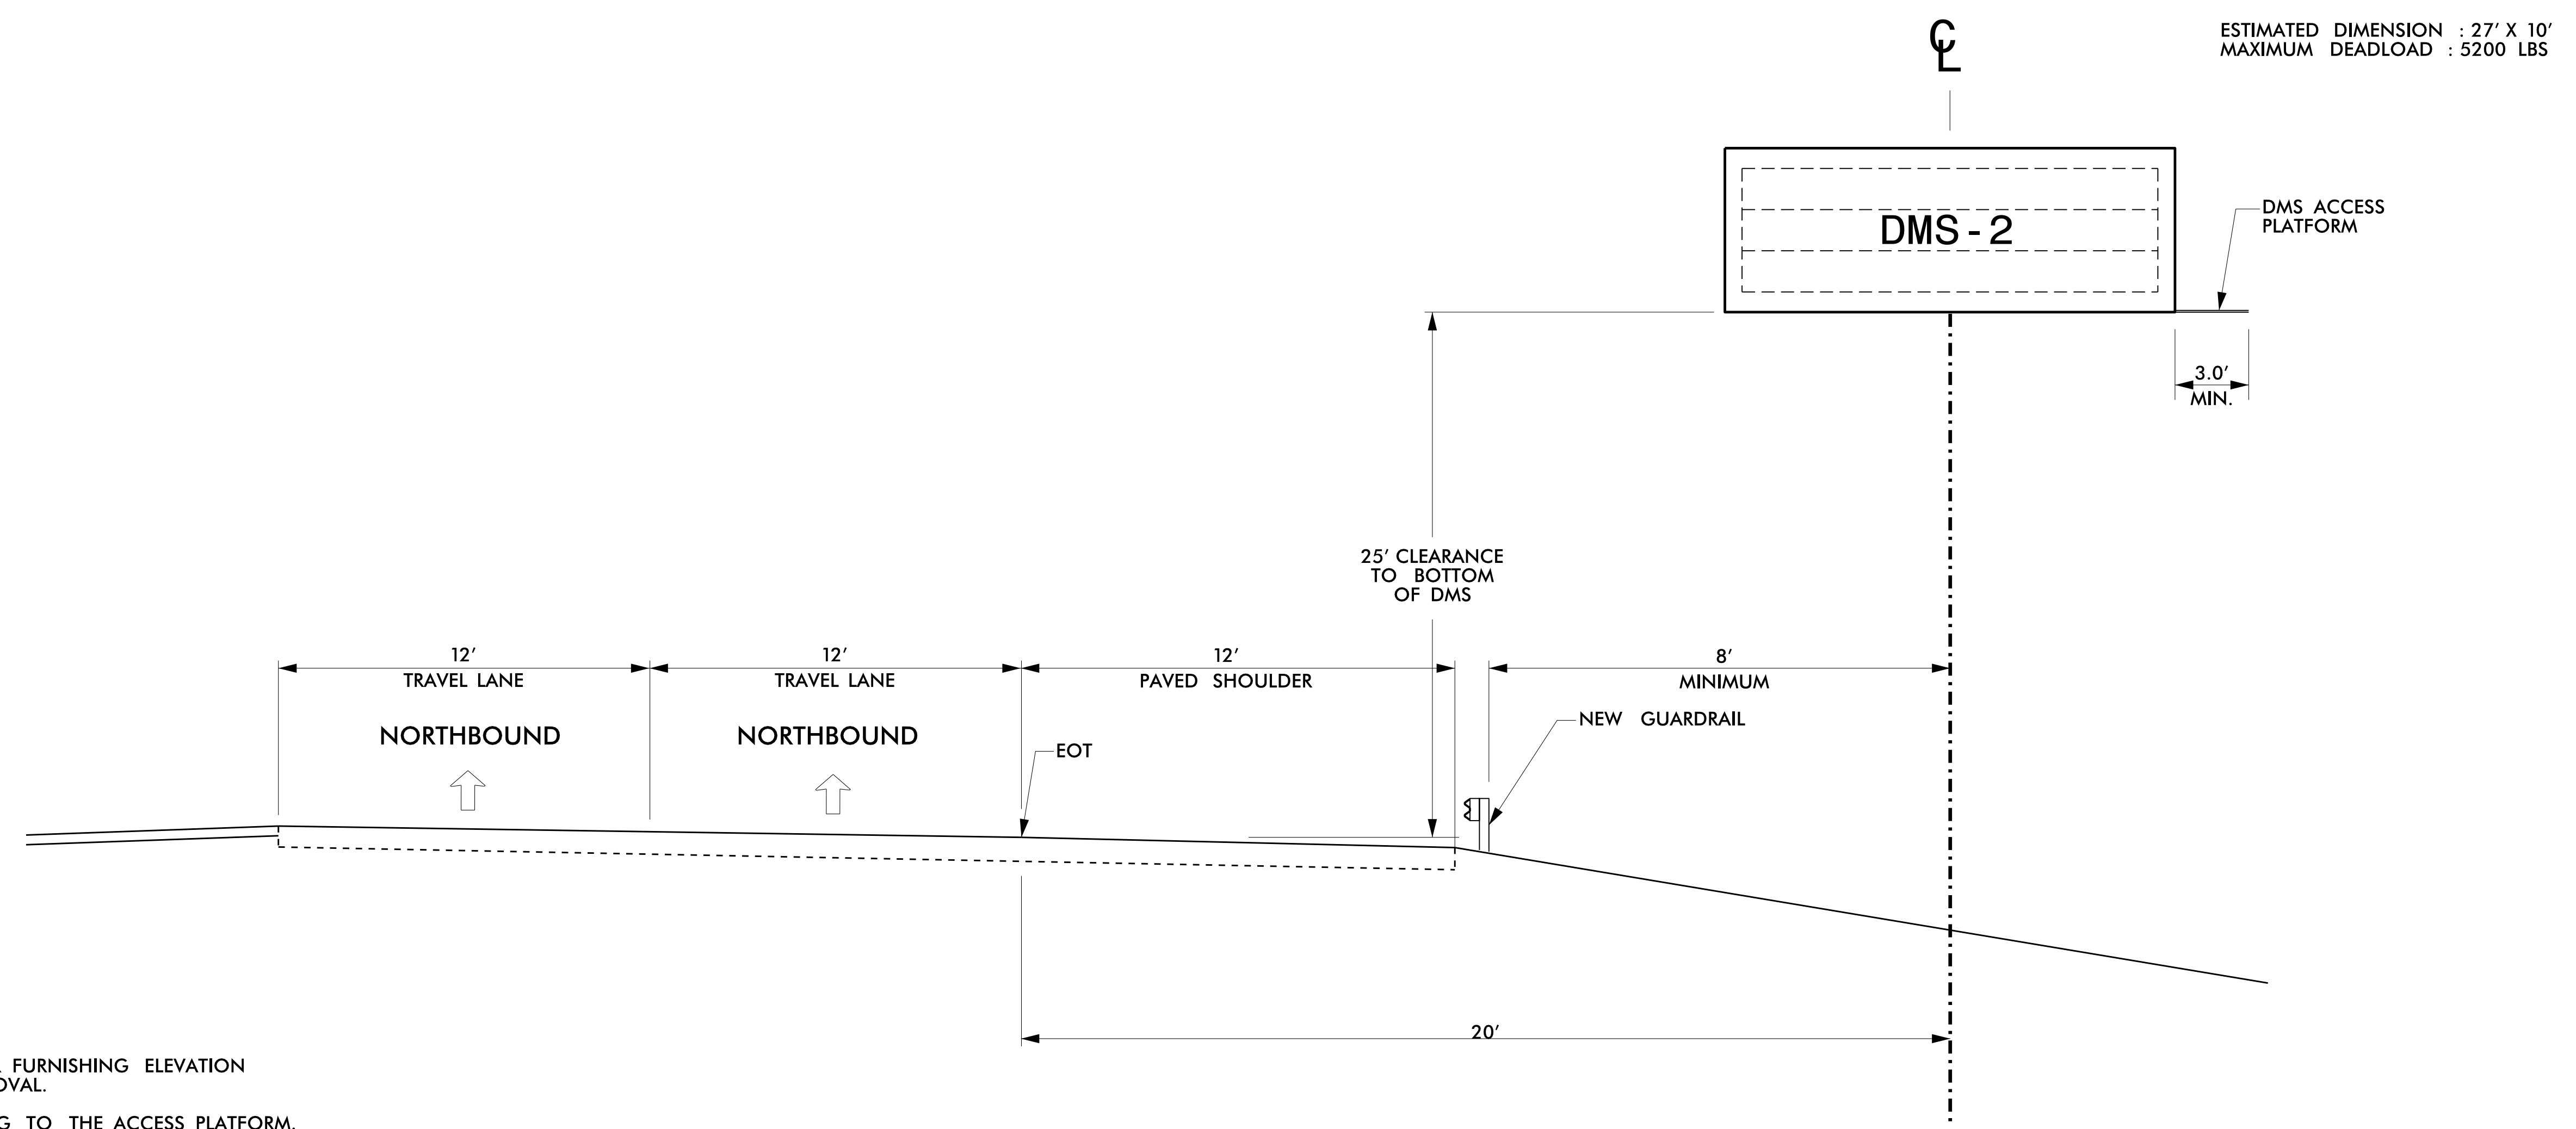 ℄
ESTIMATED DIMENSION : 27' X 10'
MAXIMUM DEADLOAD : 5200 LBS
DMS-2
DMS ACCESS
PLATFORM
3.0'
MIN.
25' CLEARANCE
TO BOTTOM
OF DMS
12'
TRAVEL LANE
12'
TRAVEL LANE
12'
PAVED SHOULDER
8'
MINIMUM
NORTHBOUND
NORTHBOUND
NEW GUARDRAIL
EOT
20'
FURNISHING ELEVATION
TO THE ACCESS PLATFORM.